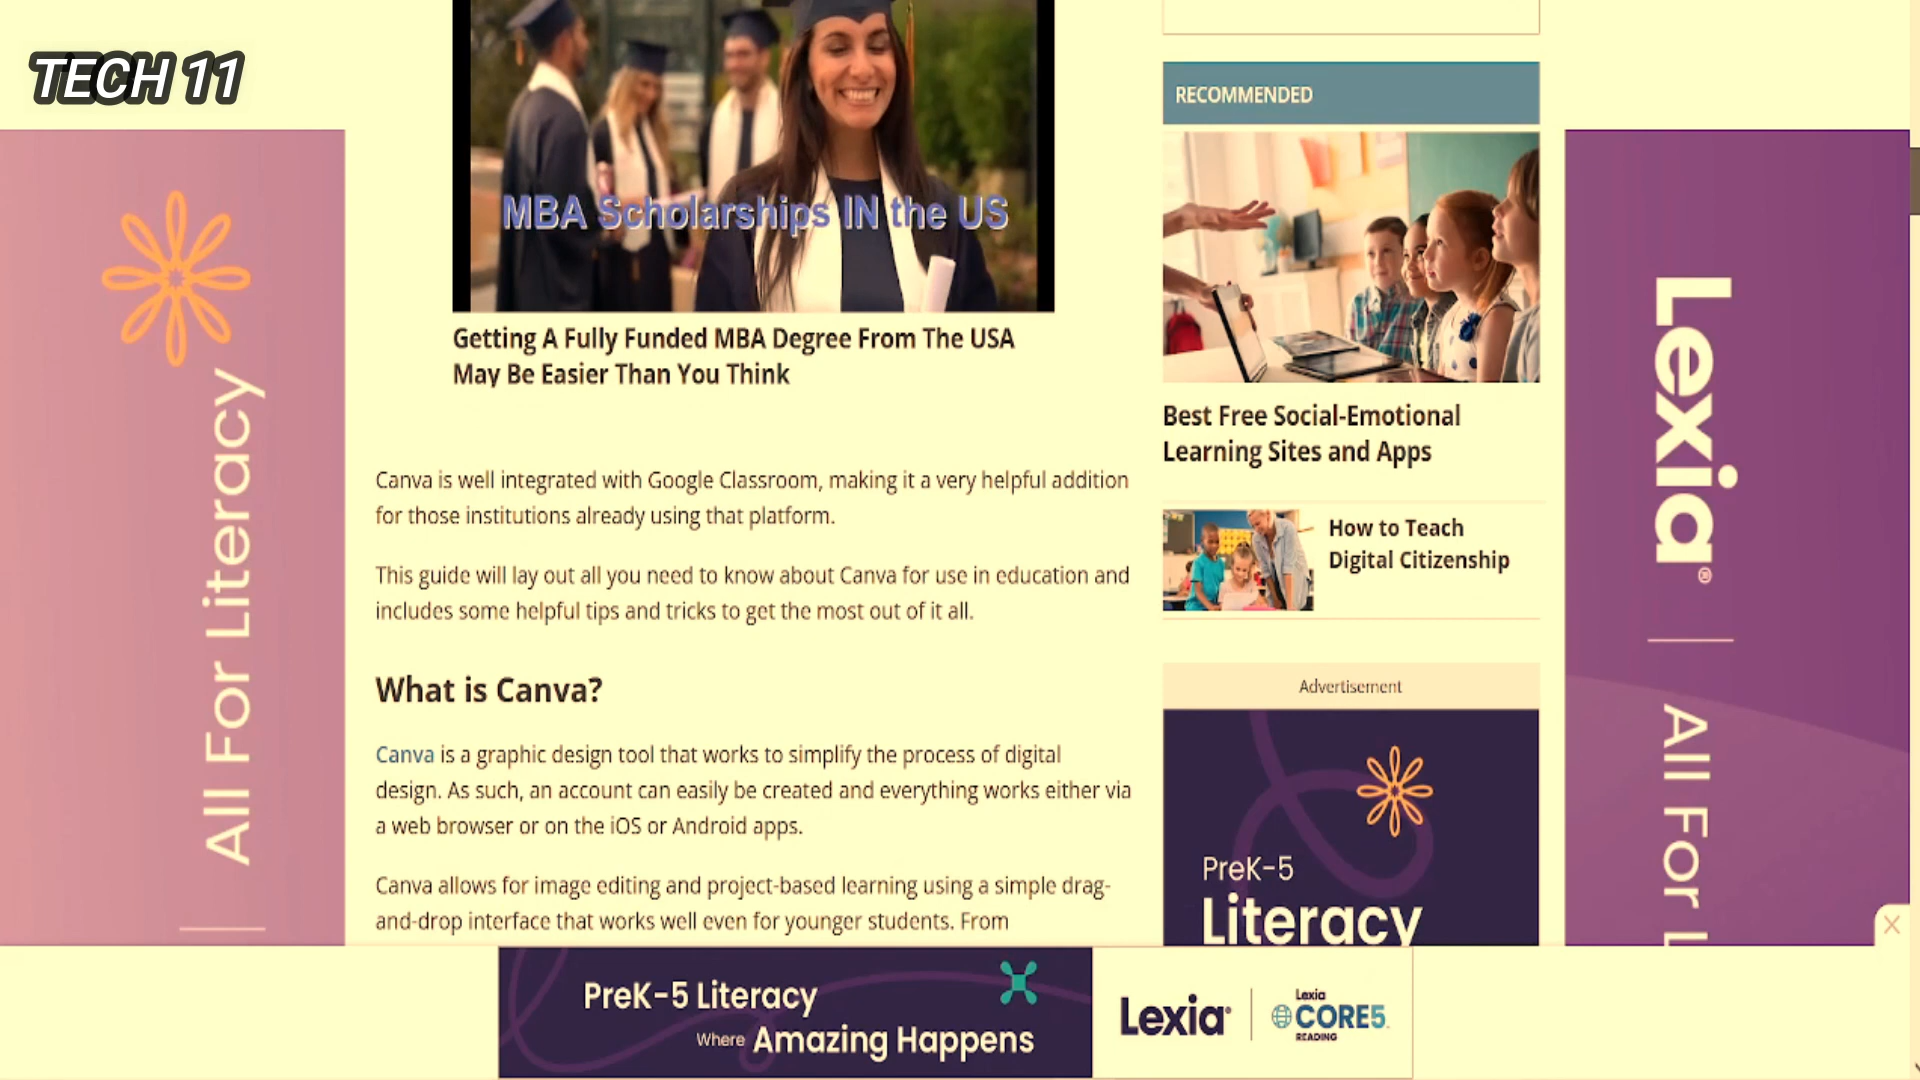 TECH 11
MBA Scholarships IN the US
Getting A Fully Funded MBA Degree From The USA
May Be Easier Than You Think
Canva is well integrated with Google Classroom, making it a very helpful addition
for those institutions already using that platform.
This guide will lay out all you need to know about Canva for use in education and
includes some helpful tips and tricks to get the most out of it all.
What is Canva?
Canva is a graphic design tool that works to simplify the process of digital
design. As such, an account can easily be created and everything works either via
a web browser or on the iOS or Android apps.
Canva allows for image editing and project-based learning using a simple drag-
and-drop interface that works well even for younger students. From
RECOMMENDED
Best Free Social-Emotional
Learning Sites and Apps
How to Teach
Digital Citizenship
Advertisement
PreK-5
Literacy
All For Literacy
Lexia®
All For L
PreK-5 Literacy
Where Amazing Happens
Lexia®
Lexia
CORE5
READING